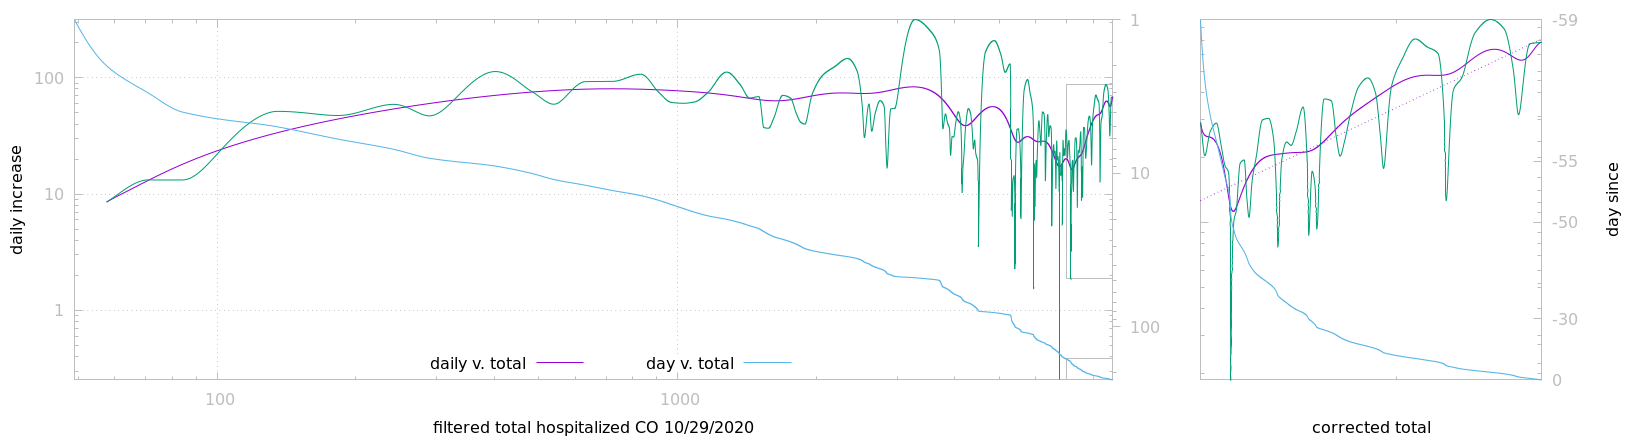 1
-59
100
daily increase
10
10
-55
day since
-50
1
100
-30
daily v. total
day v. total
0
100
1000
filtered total hospitalized CO 10/29/2020
corrected total